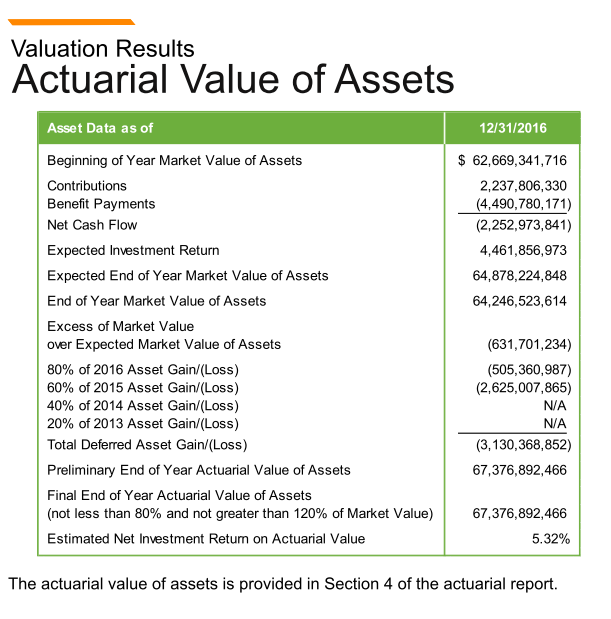 Valuation Results
Actuarial Value of Assets
Asset Data as of 12/31/2016
Beginning of Year Market Value of Assets $ 62,669,341,716
Contributions 2,237,806,330
Benefit Payments (4,490,780,171)
Net Cash Flow (2,252,973,841)
Expected Investment Return 4,461,856,973
Expected End of Year Market Value of Assets 64,878,224,848
End of Year Market Value of Assets 64,246,523,614
Excess of Market Value
over Expected Market Value of Assets (631,701,234)
80% of 2016 Asset Gain/(Loss) (505,360,987)
60% of 2015 Asset Gain/(Loss) (2,625,007,865)
40% of 2014 Asset Gain/(Loss) N/A
20% of 2013 Asset Gain/(Loss) N/A
Total Deferred Asset Gain/(Loss) (3,130,368,852)
Preliminary End of Year Actuarial Value of Assets 67,376,892,466
Final End of Year Actuarial Value of Assets
(not less than 80% and not greater than 120% of Market Value) 67,376,892,466
Estimated Net Investment Return on Actuarial Value 5.32%
The actuarial value of assets is provided in Section 4 of the actuarial report.